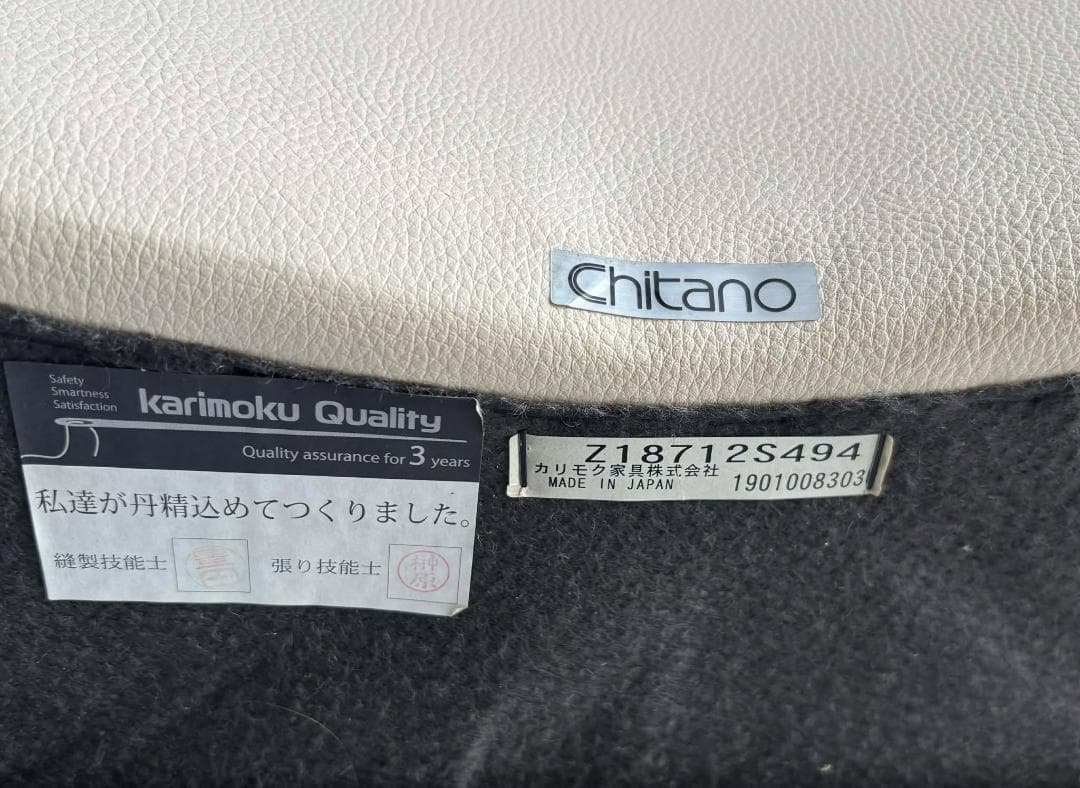 Chitano
Safety
Smartness
Satisfaction
karimoku Quality
Quality assurance for 3 years
私達が丹精込めてつくりました。
縫製技能士
張り技能士 榊原
Z18712S494
カリモク家具株式会社
MADE IN JAPAN 1901008303